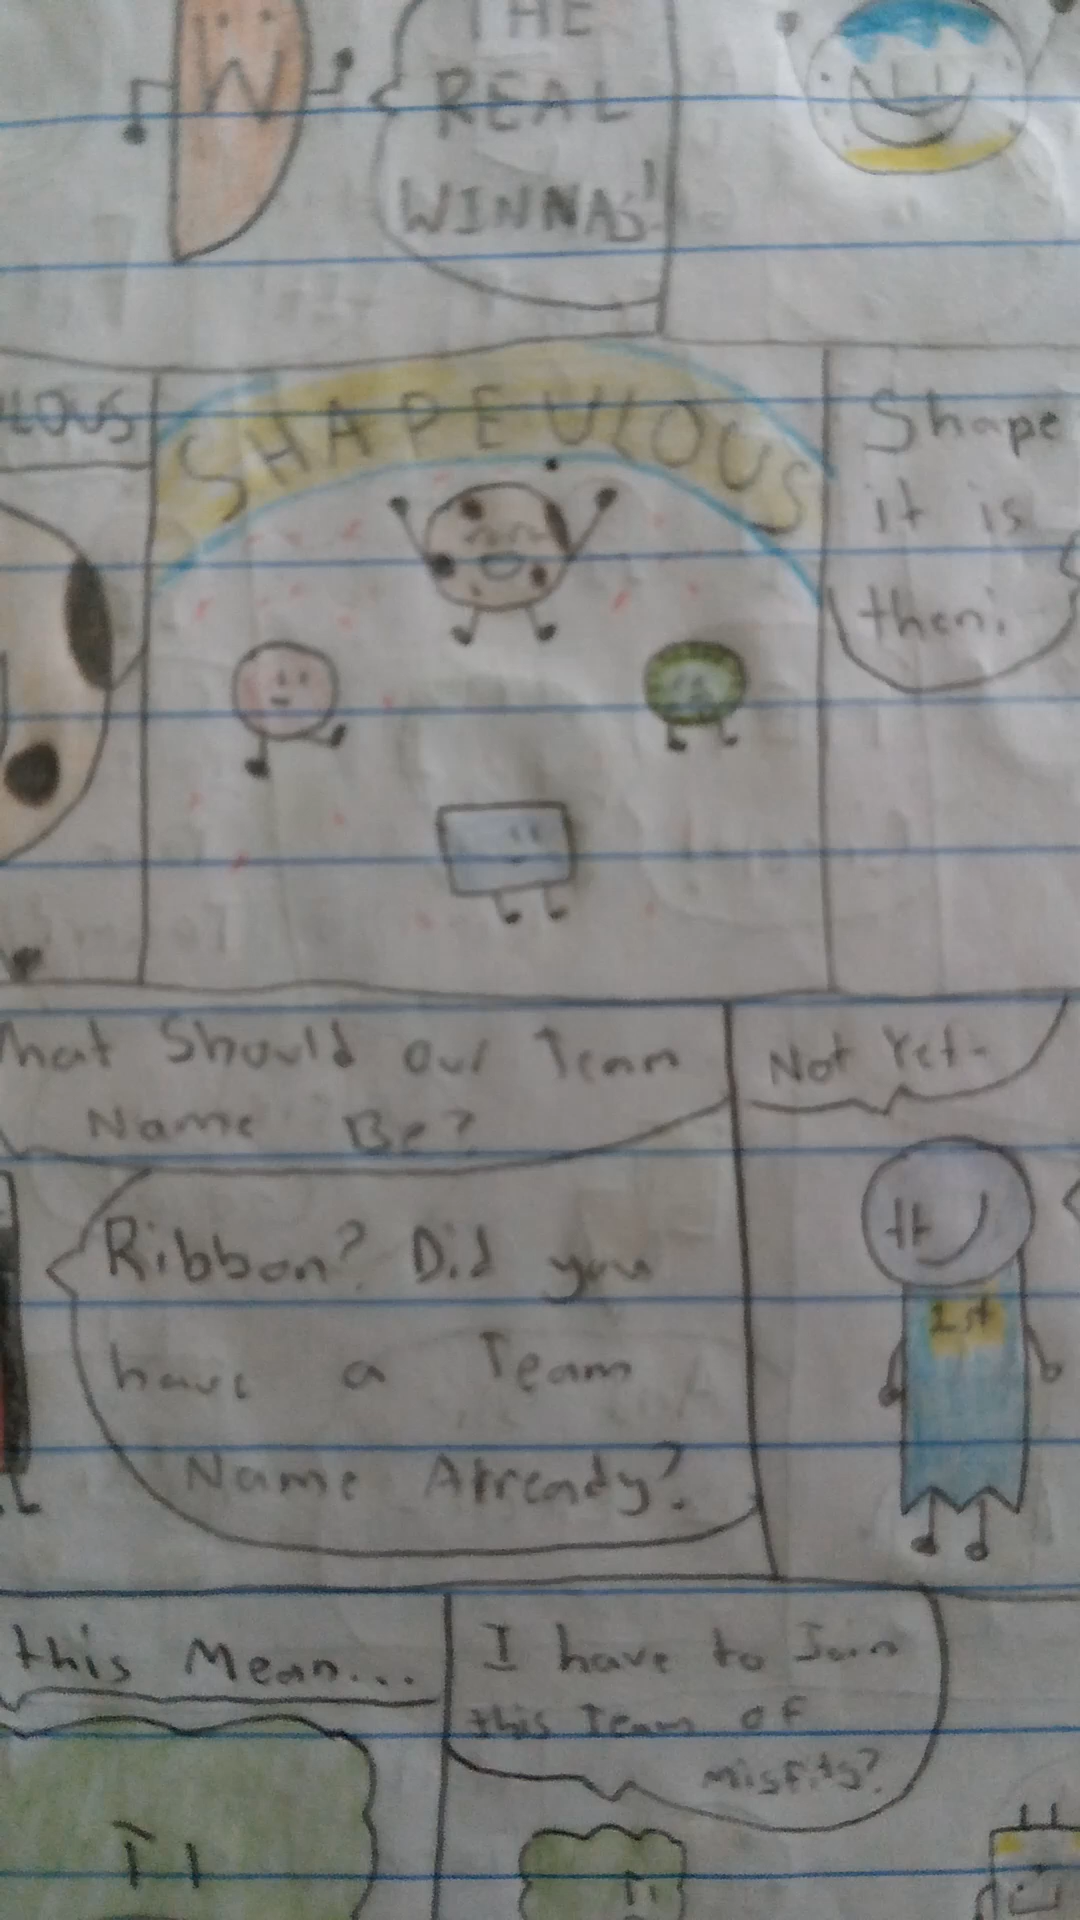 THE
REAL
WINNAS!
LOUS
SHAPEULOUS
Shape
it is
then.
hat Should our Team
Name Be?
Not Yet-
Ribbon? Did you
have a Team
Name Already?
1st
this Mean...
I have to Join
this Team of
misfits?